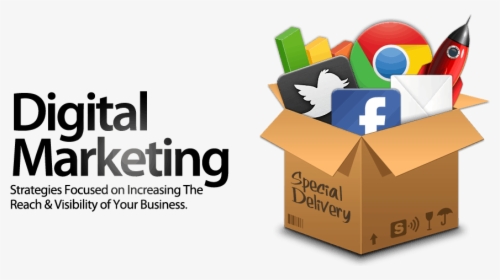 Digital
Marketing
Strategies Focused on Increasing The
Reach & Visibility of Your Business.
Special
Delivery
f
S